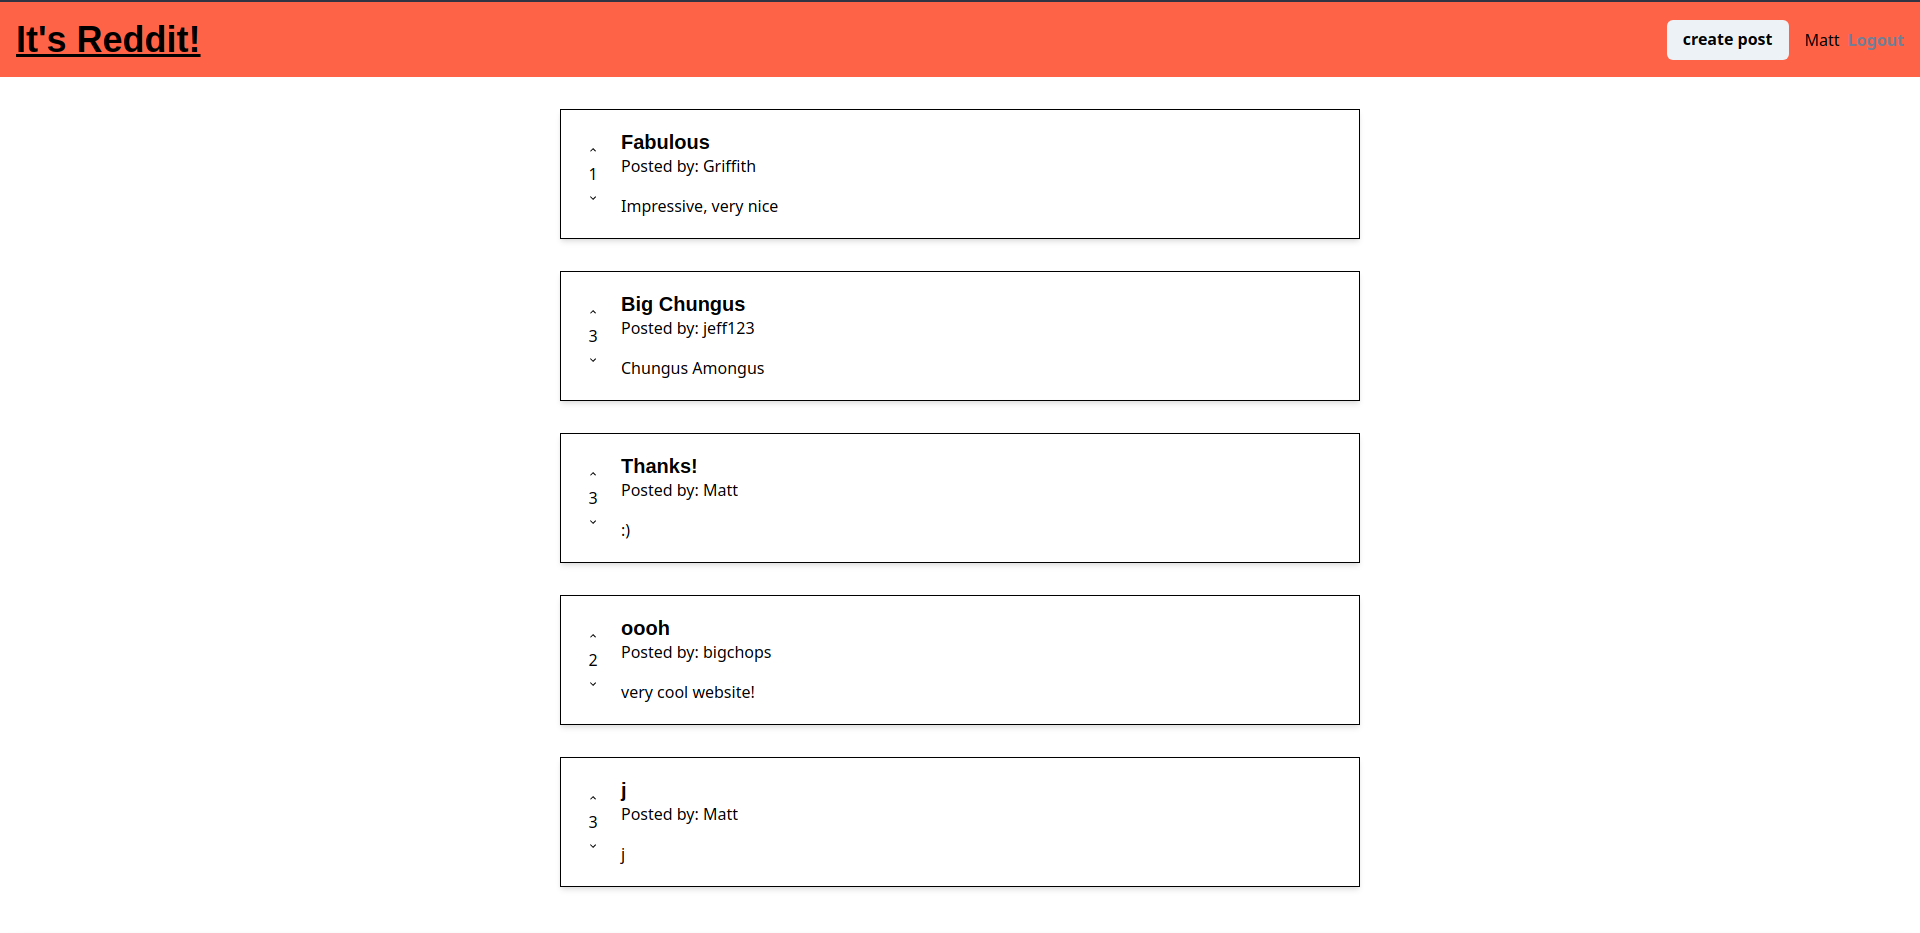 It's Reddit!
create post Matt Logout
Fabulous
Posted by: Griffith
1
Impressive, very nice
Big Chungus
Posted by: jeff123
3
Chungus Amongus
Thanks!
Posted by: Matt
3
:)
oooh
Posted by: bigchops
2
very cool website!
j
Posted by: Matt
3
j